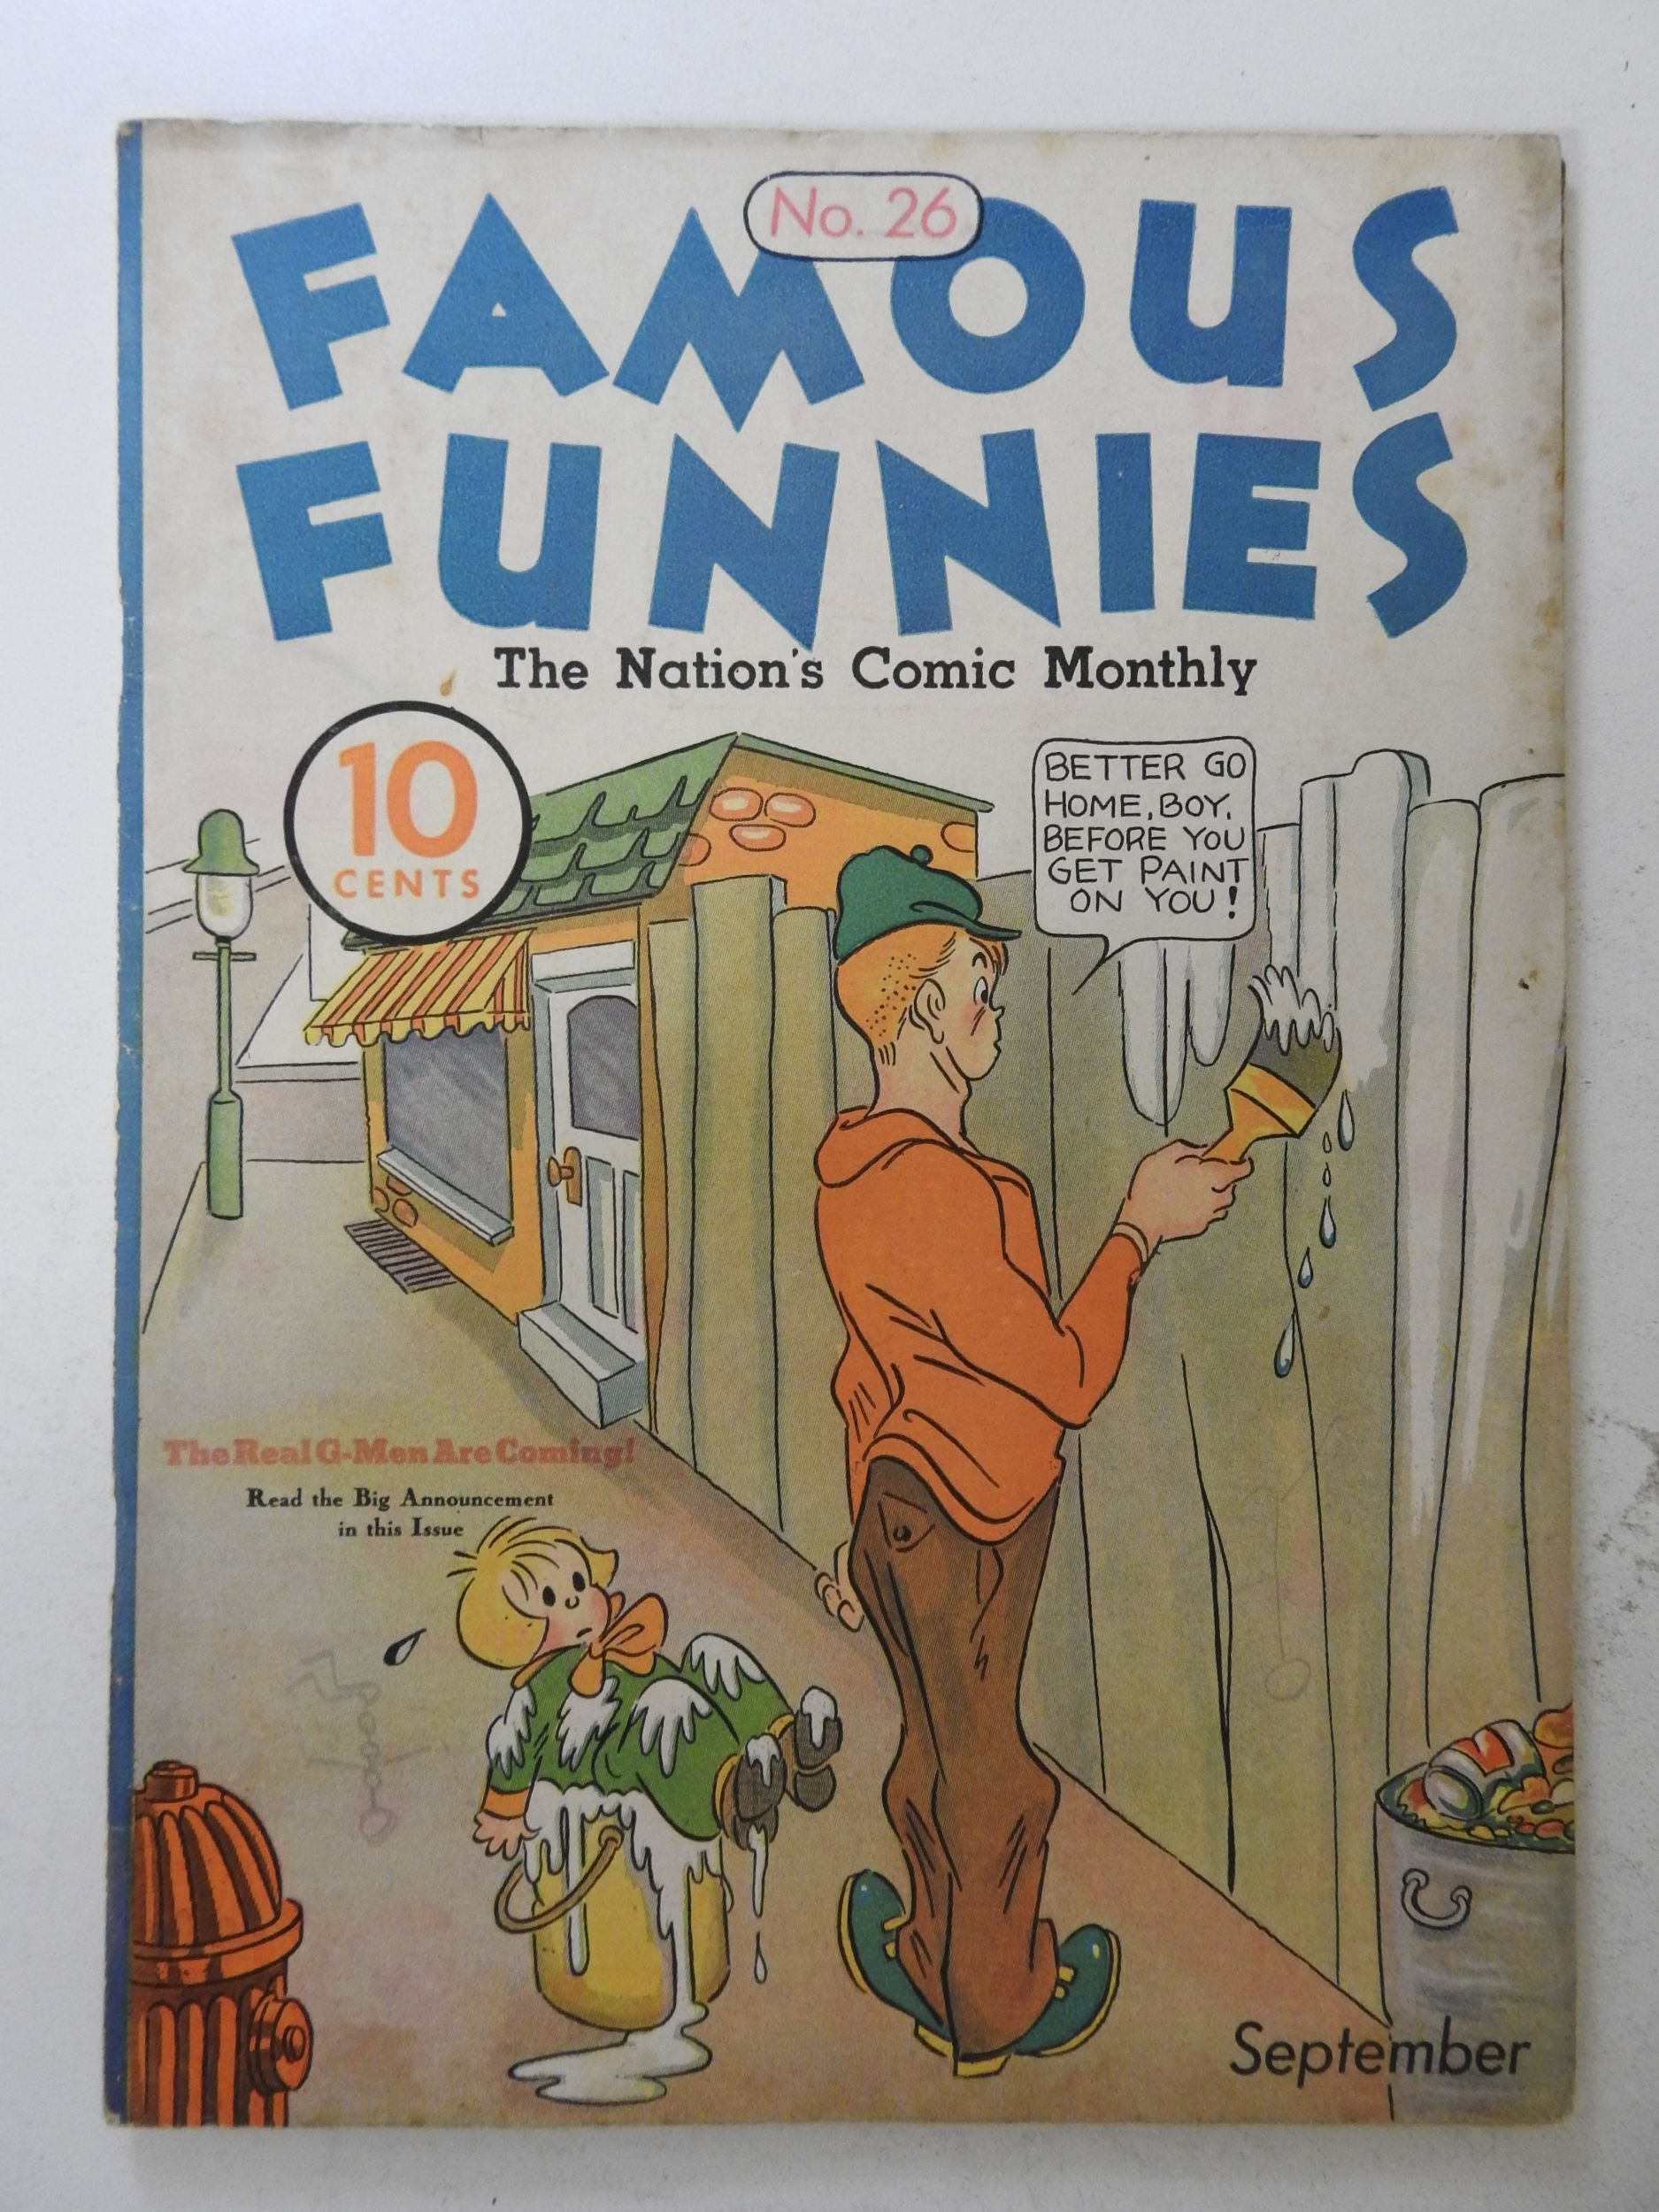 No. 26
FAMOUS
FUNNIES
The Nation's Comic Monthly
10
CENTS
BETTER GO
HOME, BOY,
BEFORE YOU
GET PAINT
ON YOU!
The Real G-Men Are Coming!
Read the Big Announcement
in this Issue
September